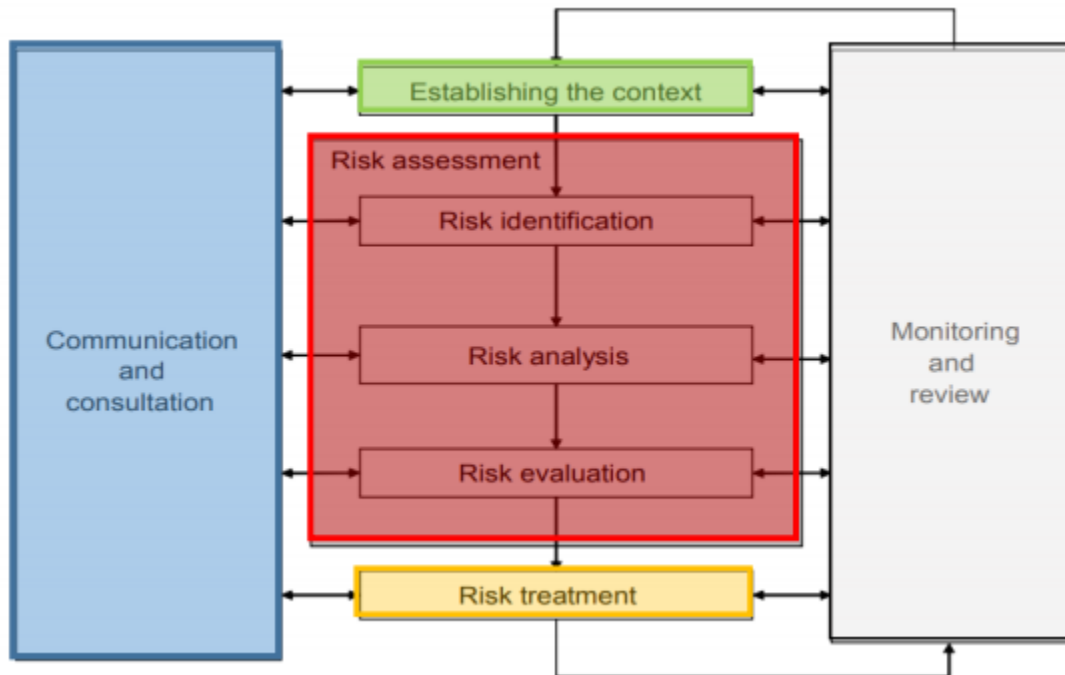 Establishing the context
Risk assessment
Risk identification
Communication
and
consultation
Risk analysis
Monitoring
and
review
Risk evaluation
Risk treatment